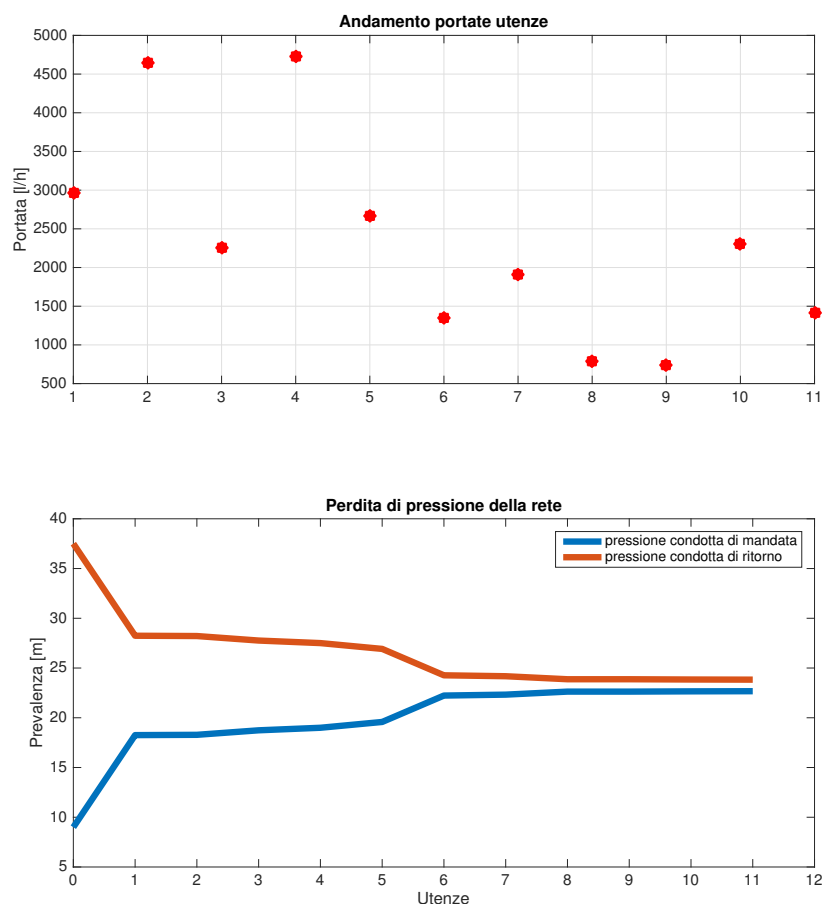 Andamento portate utenze
5000
4500
4000
3500
3000
2500
2000
1500
1000
500
Portata [l/h]
1 2 3 4 5 6 7 8 9 10 11
Perdita di pressione della rete
40
35
30
25
20
15
10
5
Prevalenza [m]
pressione condotta di mandata
pressione condotta di ritorno
0 1 2 3 4 5 6 7 8 9 10 11 12
Utenze